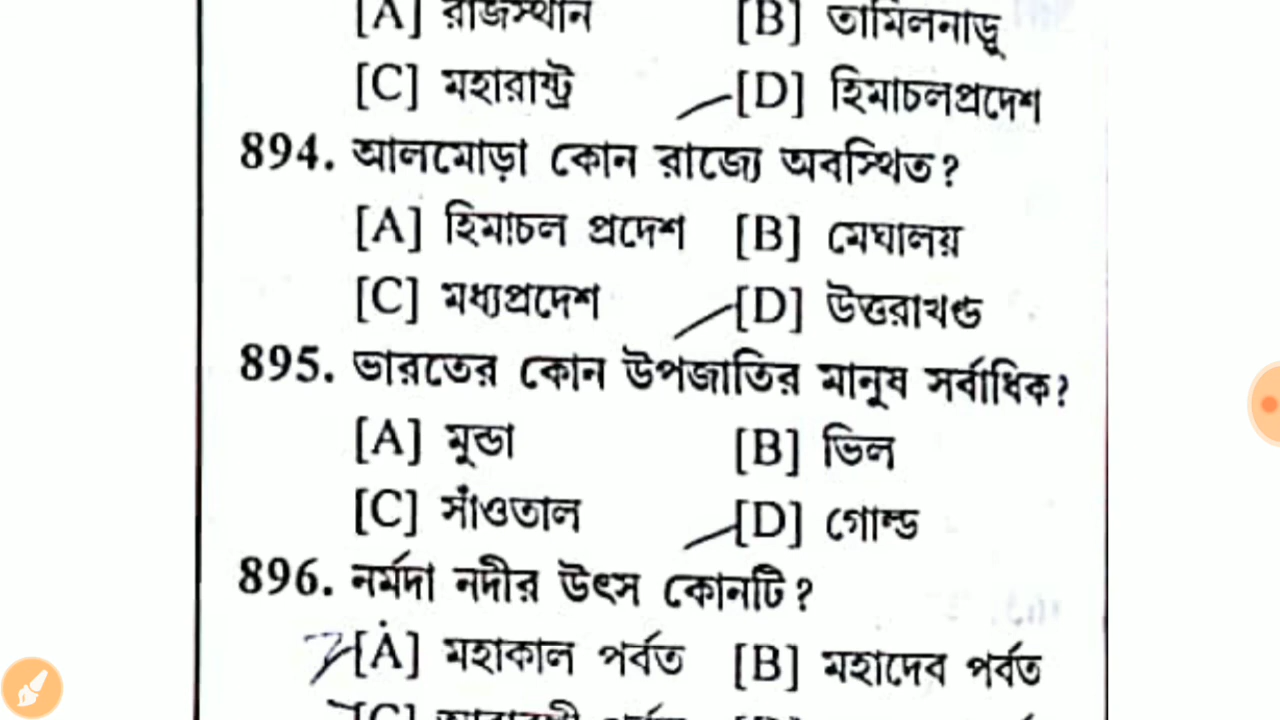 [A] রাজস্থান [B] তামিলনাড়ু
[C] মহারাষ্ট্র [D] হিমাচলপ্রদেশ
894. আলমোড়া কোন রাজ্যে অবস্থিত?
[A] হিমাচল প্রদেশ [B] মেঘালয়
[C] মধ্যপ্রদেশ [D] উত্তরাখণ্ড
895. ভারতের কোন উপজাতির মানুষ সর্বাধিক?
[A] মুন্ডা [B] ভিল
[C] সাঁওতাল [D] গোল্ড
896. নর্মদা নদীর উৎস কোনটি?
[A] মহাকাল পর্বত [B] মহাদেব পর্বত
[C]